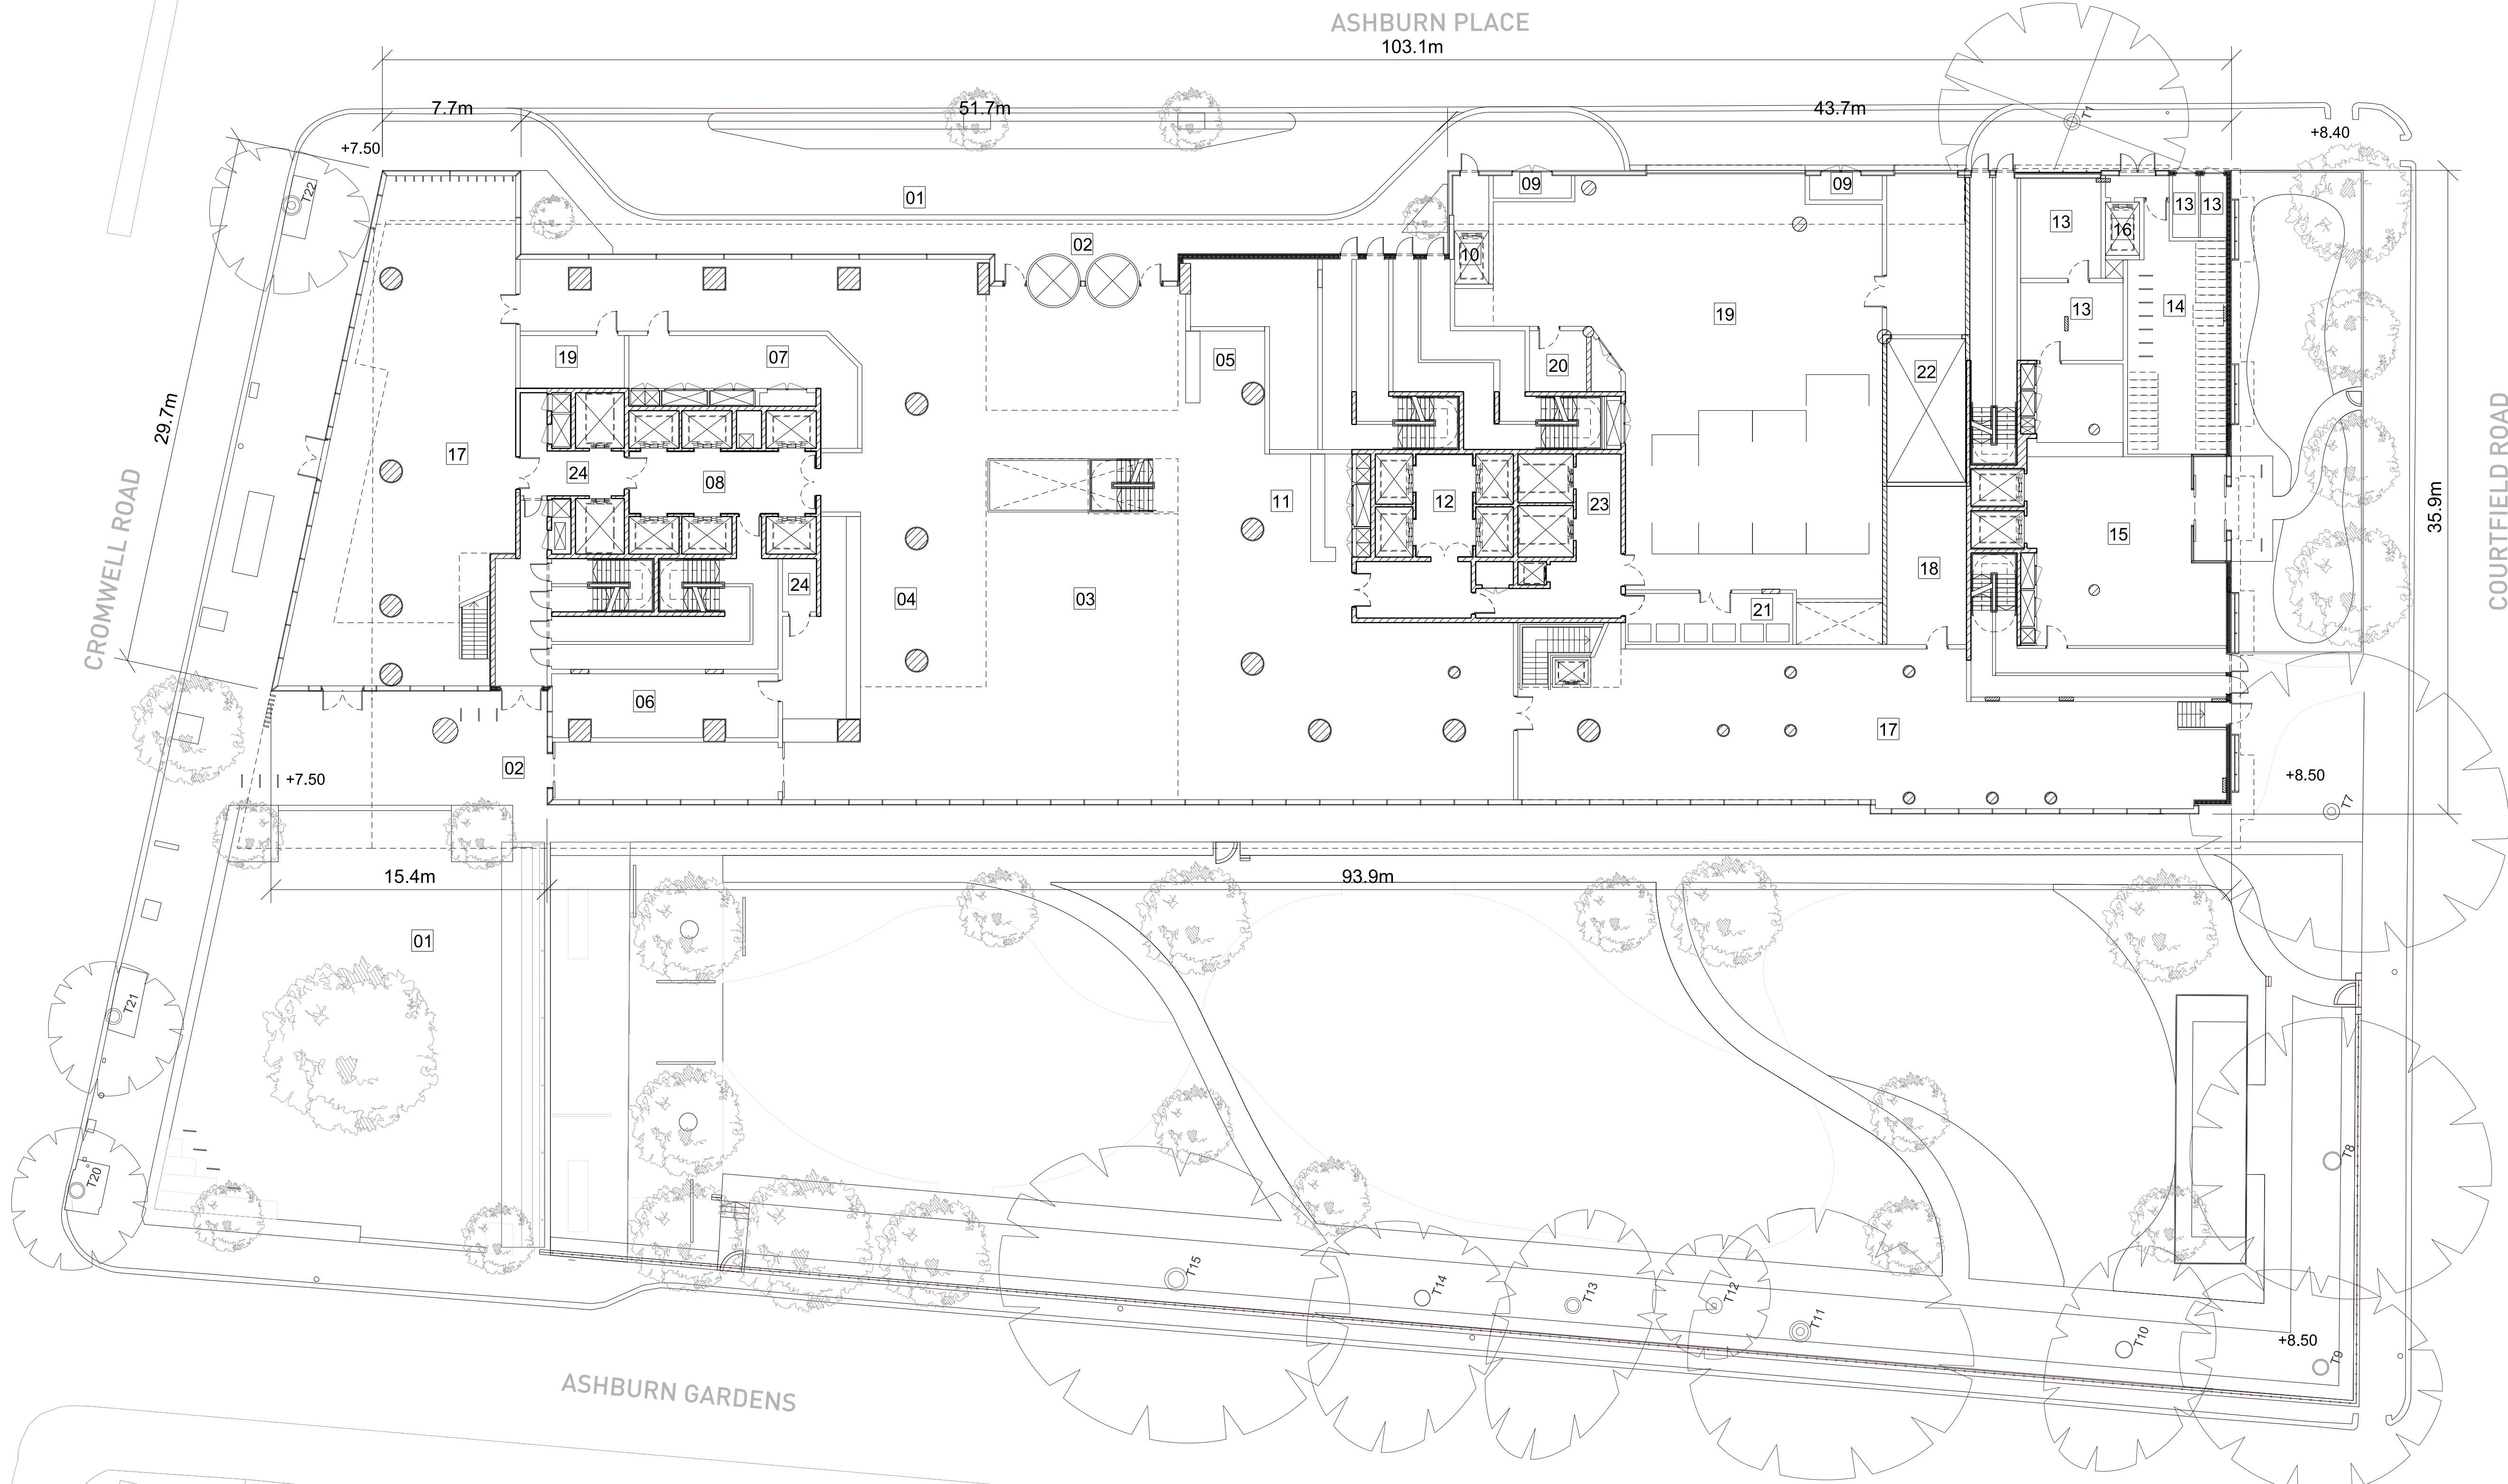 ASHBURN PLACE
103.1m
7.7m
51.7m
43.7m
T1
+8.40
+7.50
T22
01
09
09
13
13
13
16
02
10
14
19
13
29.7m
19
07
05
20
22
COURTFIELD ROAD
17
24
08
11
12
23
15
35.9m
CROMWELL ROAD
24
04
03
21
18
06
17
02
+7.50
+8.50
T7
15.4m
93.9m
01
T21
T20
T8
T15
T14
T13
T12
T11
T10
T9
+8.50
ASHBURN GARDENS